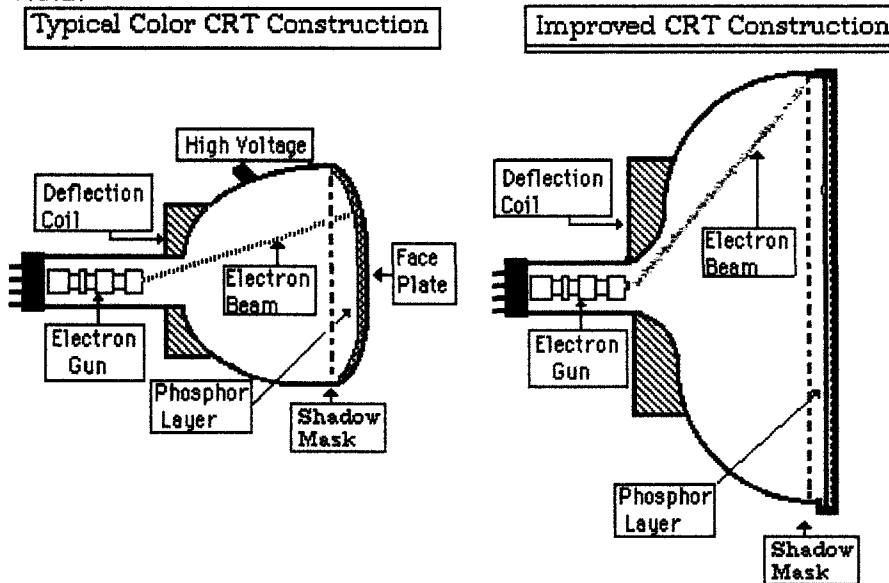 Typical Color CRT Construction
High Voltage
Deflection
Coil
Electron
Beam
Face
Plate
Electron
Gun
Phosphor
Layer
Shadow
Mask
Improved CRT Construction
Deflection
Coil
Electron
Beam
Electron
Gun
Phosphor
Layer
Shadow
Mask